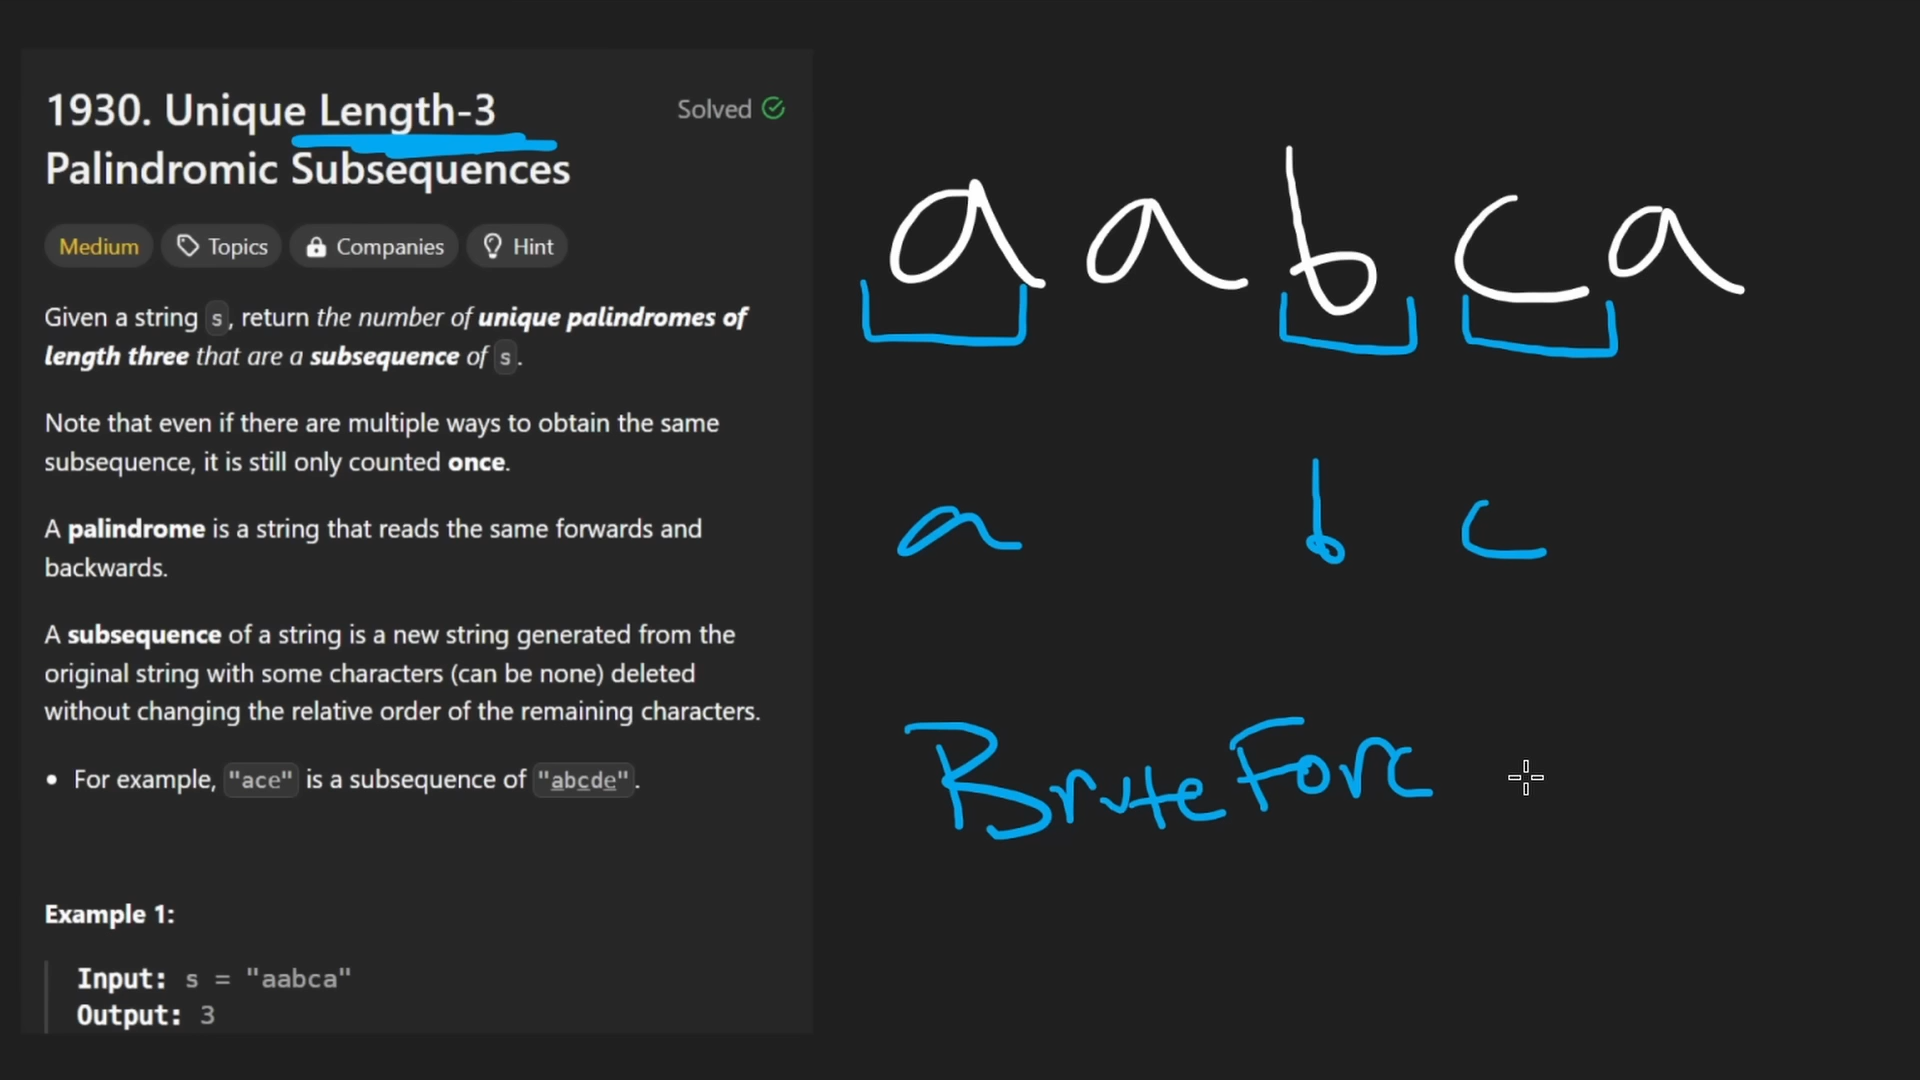 1930. Unique Length-3
Palindromic Subsequences
Solved
Medium Topics Companies Hint
Given a string s, return the number of unique palindromes of
length three that are a subsequence of s.
Note that even if there are multiple ways to obtain the same
subsequence, it is still only counted once.
A palindrome is a string that reads the same forwards and
backwards.
A subsequence of a string is a new string generated from the
original string with some characters (can be none) deleted
without changing the relative order of the remaining characters.
• For example, "ace" is a subsequence of "abcde".
Example 1:
Input: s = "aabca"
Output: 3
a a b c a
a b c
Brute Forc